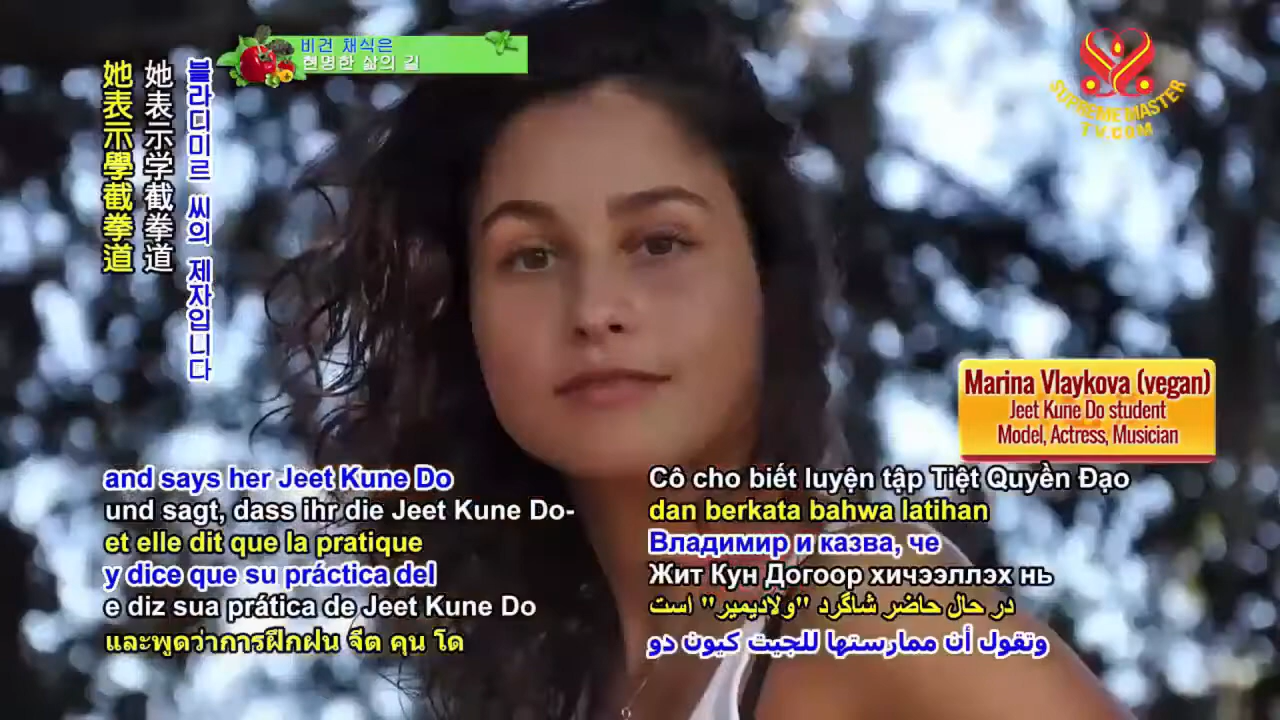 비건 채식은
현명한 삶의 길
SUPREME MASTER
TV.COM
她表示學截拳道
她表示学截拳道
블라디미르 씨의 제자입니다
Marina Vlaykova (vegan)
Jeet Kune Do student
Model, Actress, Musician
and says her Jeet Kune Do
und sagt, dass ihr die Jeet Kune Do-
et elle dit que la pratique
y dice que su práctica del
e diz sua prática de Jeet Kune Do
และพูดว่าการฝึกฝน จีต คุน โด
Cô cho biết luyện tập Tiệt Quyền Đạo
dan berkata bahwa latihan
Владимир и казва, че
Жит Кун Догоор хичээллэх нь
در حال حاضر شاگرد "ولادیمیر" است
وتقول أن ممارستها للجيت كيون دو